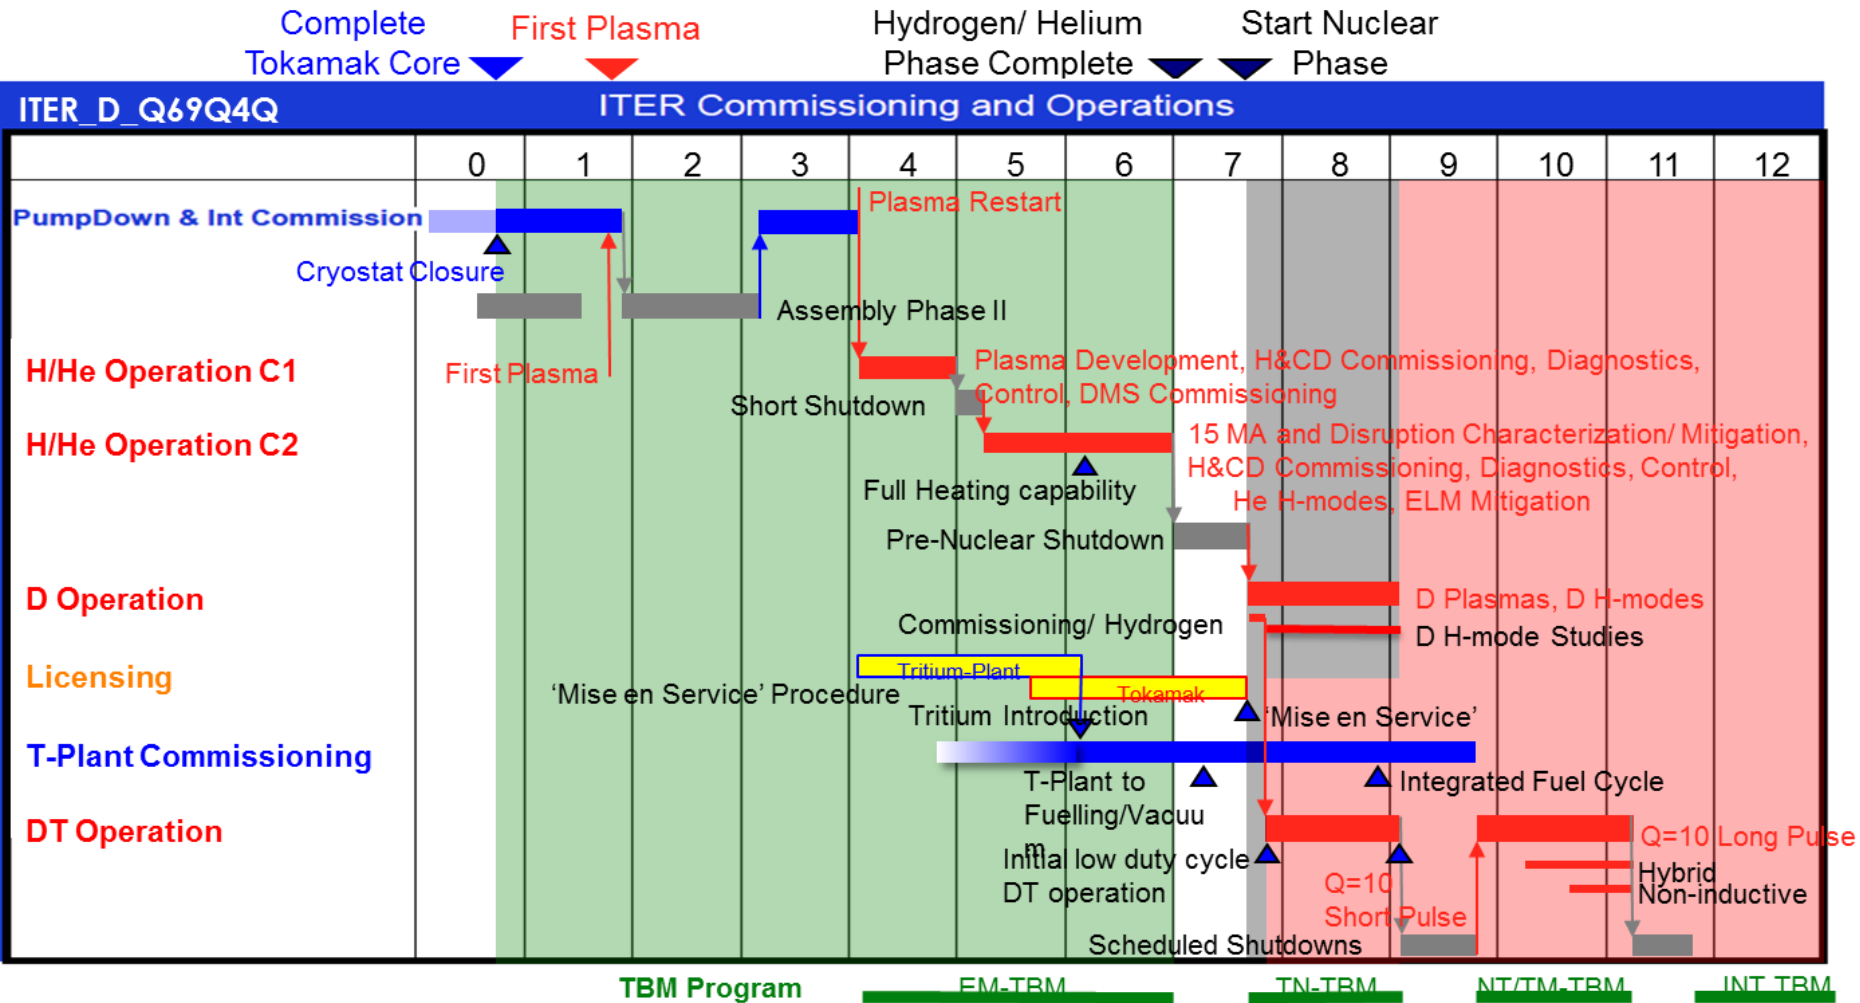 Complete
Tokamak Core
First Plasma
Hydrogen/ Helium
Phase Complete
Start Nuclear
Phase
ITER_D_Q69Q4Q
ITER Commissioning and Operations
0 1 2 3 4 5 6 7 8 9 10 11 12
PumpDown & Int Commission
Plasma Restart
Cryostat Closure
Assembly Phase II
H/He Operation C1
First Plasma
Plasma Development, H&CD Commissioning, Diagnostics,
Control, DMS Commissioning
Short Shutdown
H/He Operation C2
15 MA and Disruption Characterization/ Mitigation,
H&CD Commissioning, Diagnostics, Control,
He H-modes, ELM Mitigation
Full Heating capability
Pre-Nuclear Shutdown
D Operation
D Plasmas, D H-modes
Commissioning/ Hydrogen
D H-mode Studies
Licensing
Tritium-Plant
‘Mise en Service’ Procedure
Tokamak
Tritium Introduction
‘Mise en Service’
T-Plant Commissioning
T-Plant to
Fuelling/Vacuu
m
Integrated Fuel Cycle
DT Operation
Q=10 Long Pulse
Initial low duty cycle
DT operation
Hybrid
Non-inductive
Q=10
Short Pulse
Scheduled Shutdowns
TBM Program
EM-TBM
TN-TBM
NT/TM-TBM
INT TBM